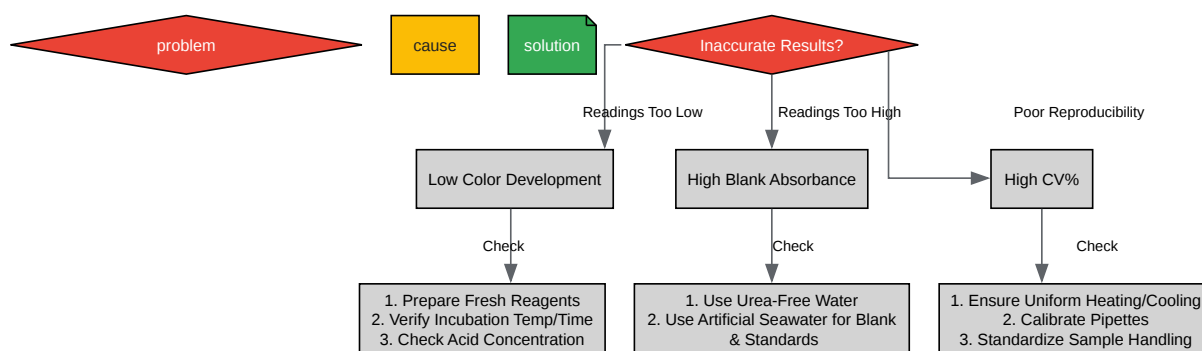 problem
cause
solution
Inaccurate Results?
Readings Too Low
Readings Too High
Poor Reproducibility
Low Color Development
High Blank Absorbance
High CV%
Check
Check
Check
1. Prepare Fresh Reagents
2. Verify Incubation Temp/Time
3. Check Acid Concentration
1. Use Urea-Free Water
2. Use Artificial Seawater for Blank
& Standards
1. Ensure Uniform Heating/Cooling
2. Calibrate Pipettes
3. Standardize Sample Handling